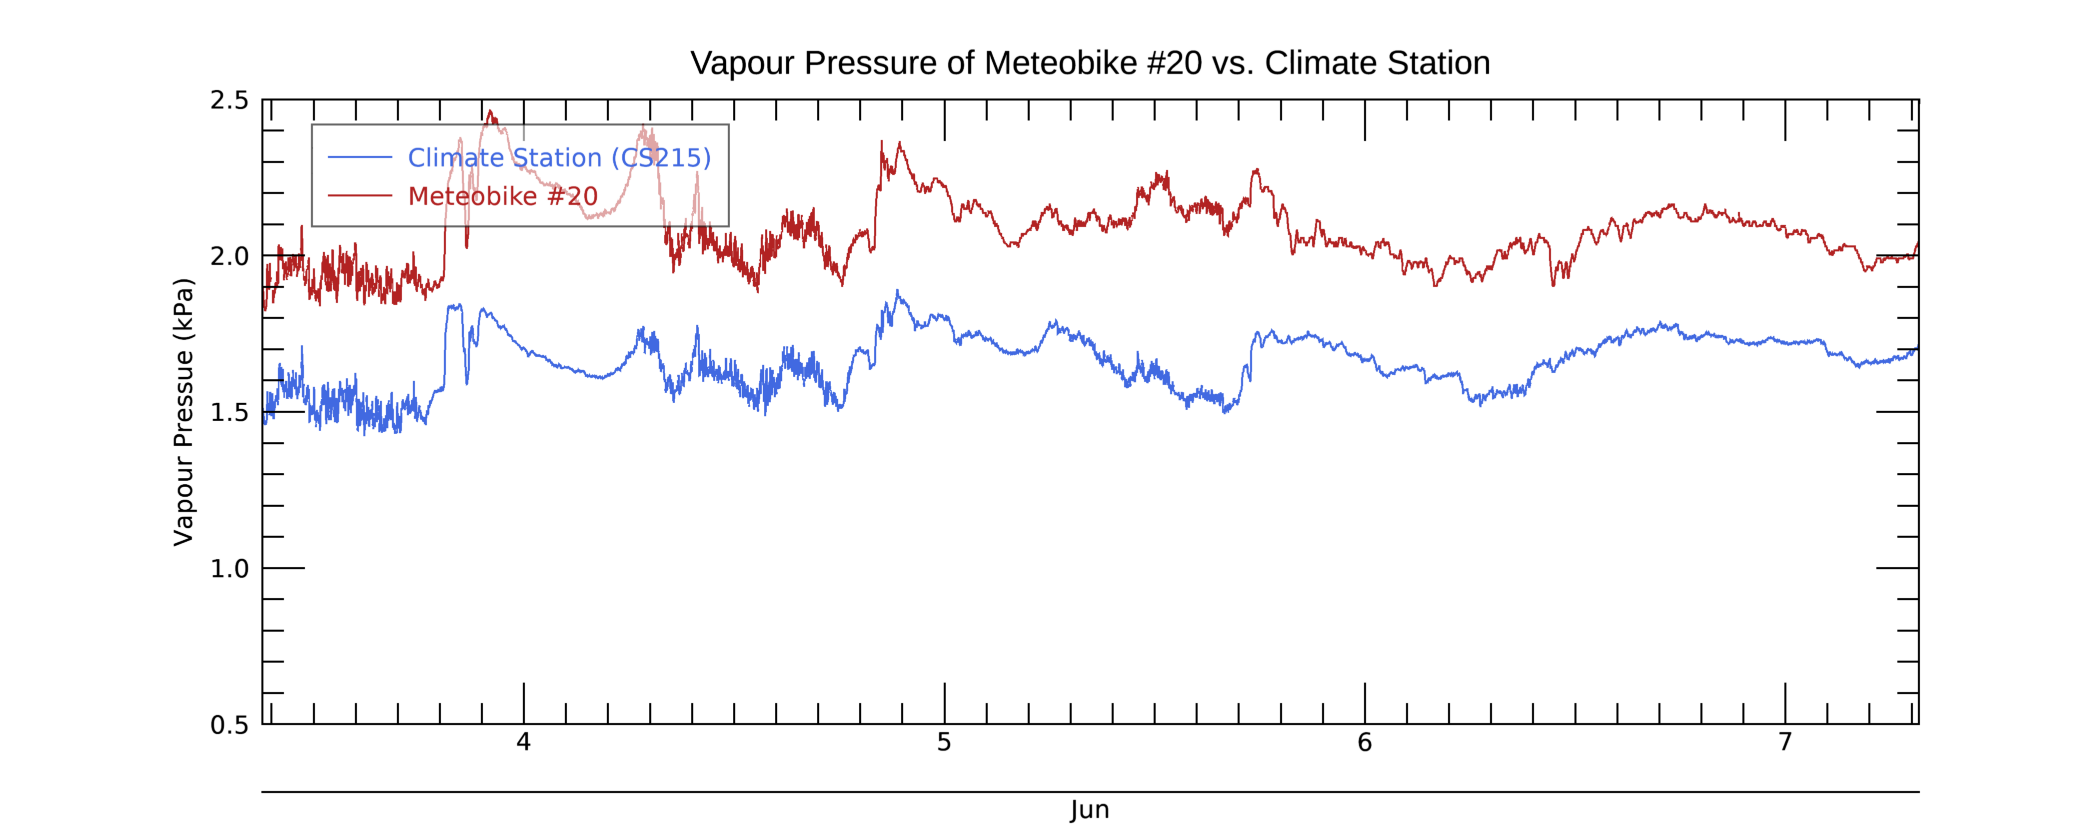 Vapour Pressure of Meteobike #20 vs. Climate Station
2.5
Climate Station (CS215)
Meteobike #20
2.0
1.5
1.0
0.5
Vapour Pressue (kPa)
4 5 6 7
Jun